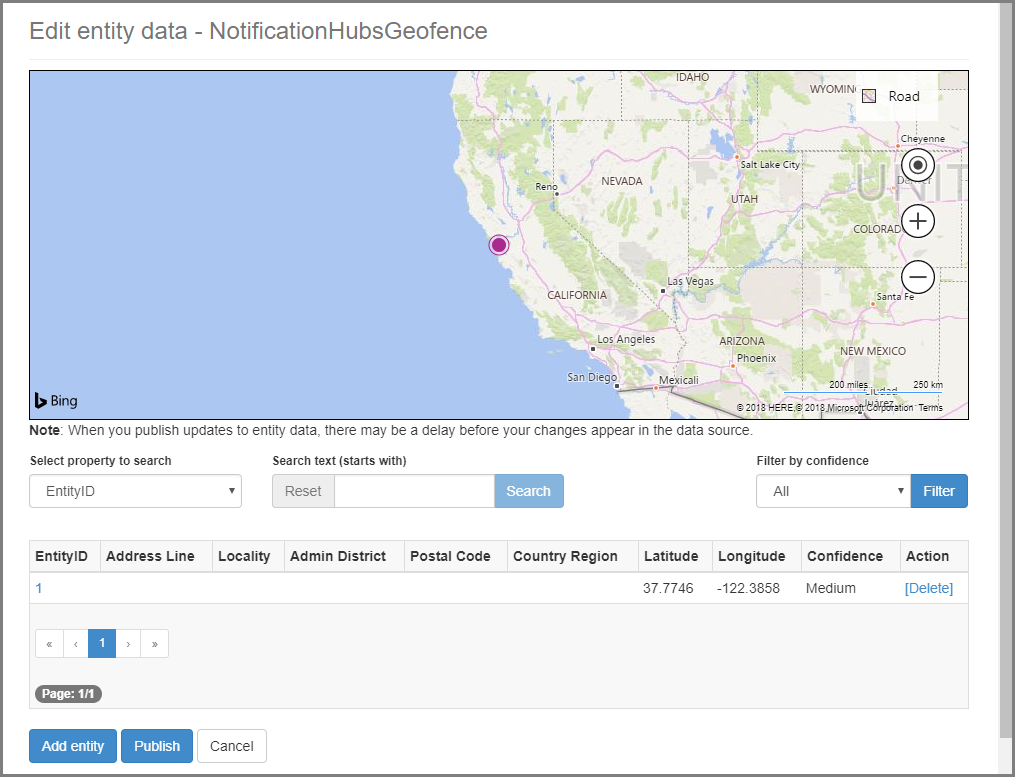 Edit entity data - NotificationHubsGeofence
IDAHO
WYOMING
Road
Cheyenne
Salt Lake City
Reno
NEVADA
UNIT
UTAH
COLORAD
Las Vegas
CALIFORNIA
Santa Fe
Los Angeles
ARIZONA
NEW MEXICO
Phoenix
San Diego
Mexicali
200 miles
250 km
Ciudad
Juárez
Bing
© 2018 HERE,© 2018 Microsoft Corporation Terms
Note: When you publish updates to entity data, there may be a delay before your changes appear in the data source.
Select property to search
Search text (starts with)
Filter by confidence
EntityID
Reset
Search
All
Filter
EntityID Address Line Locality Admin District Postal Code Country Region Latitude Longitude Confidence Action
1 37.7746 -122.3858 Medium [Delete]
« ‹ 1 › »
Page: 1/1
Add entity Publish Cancel